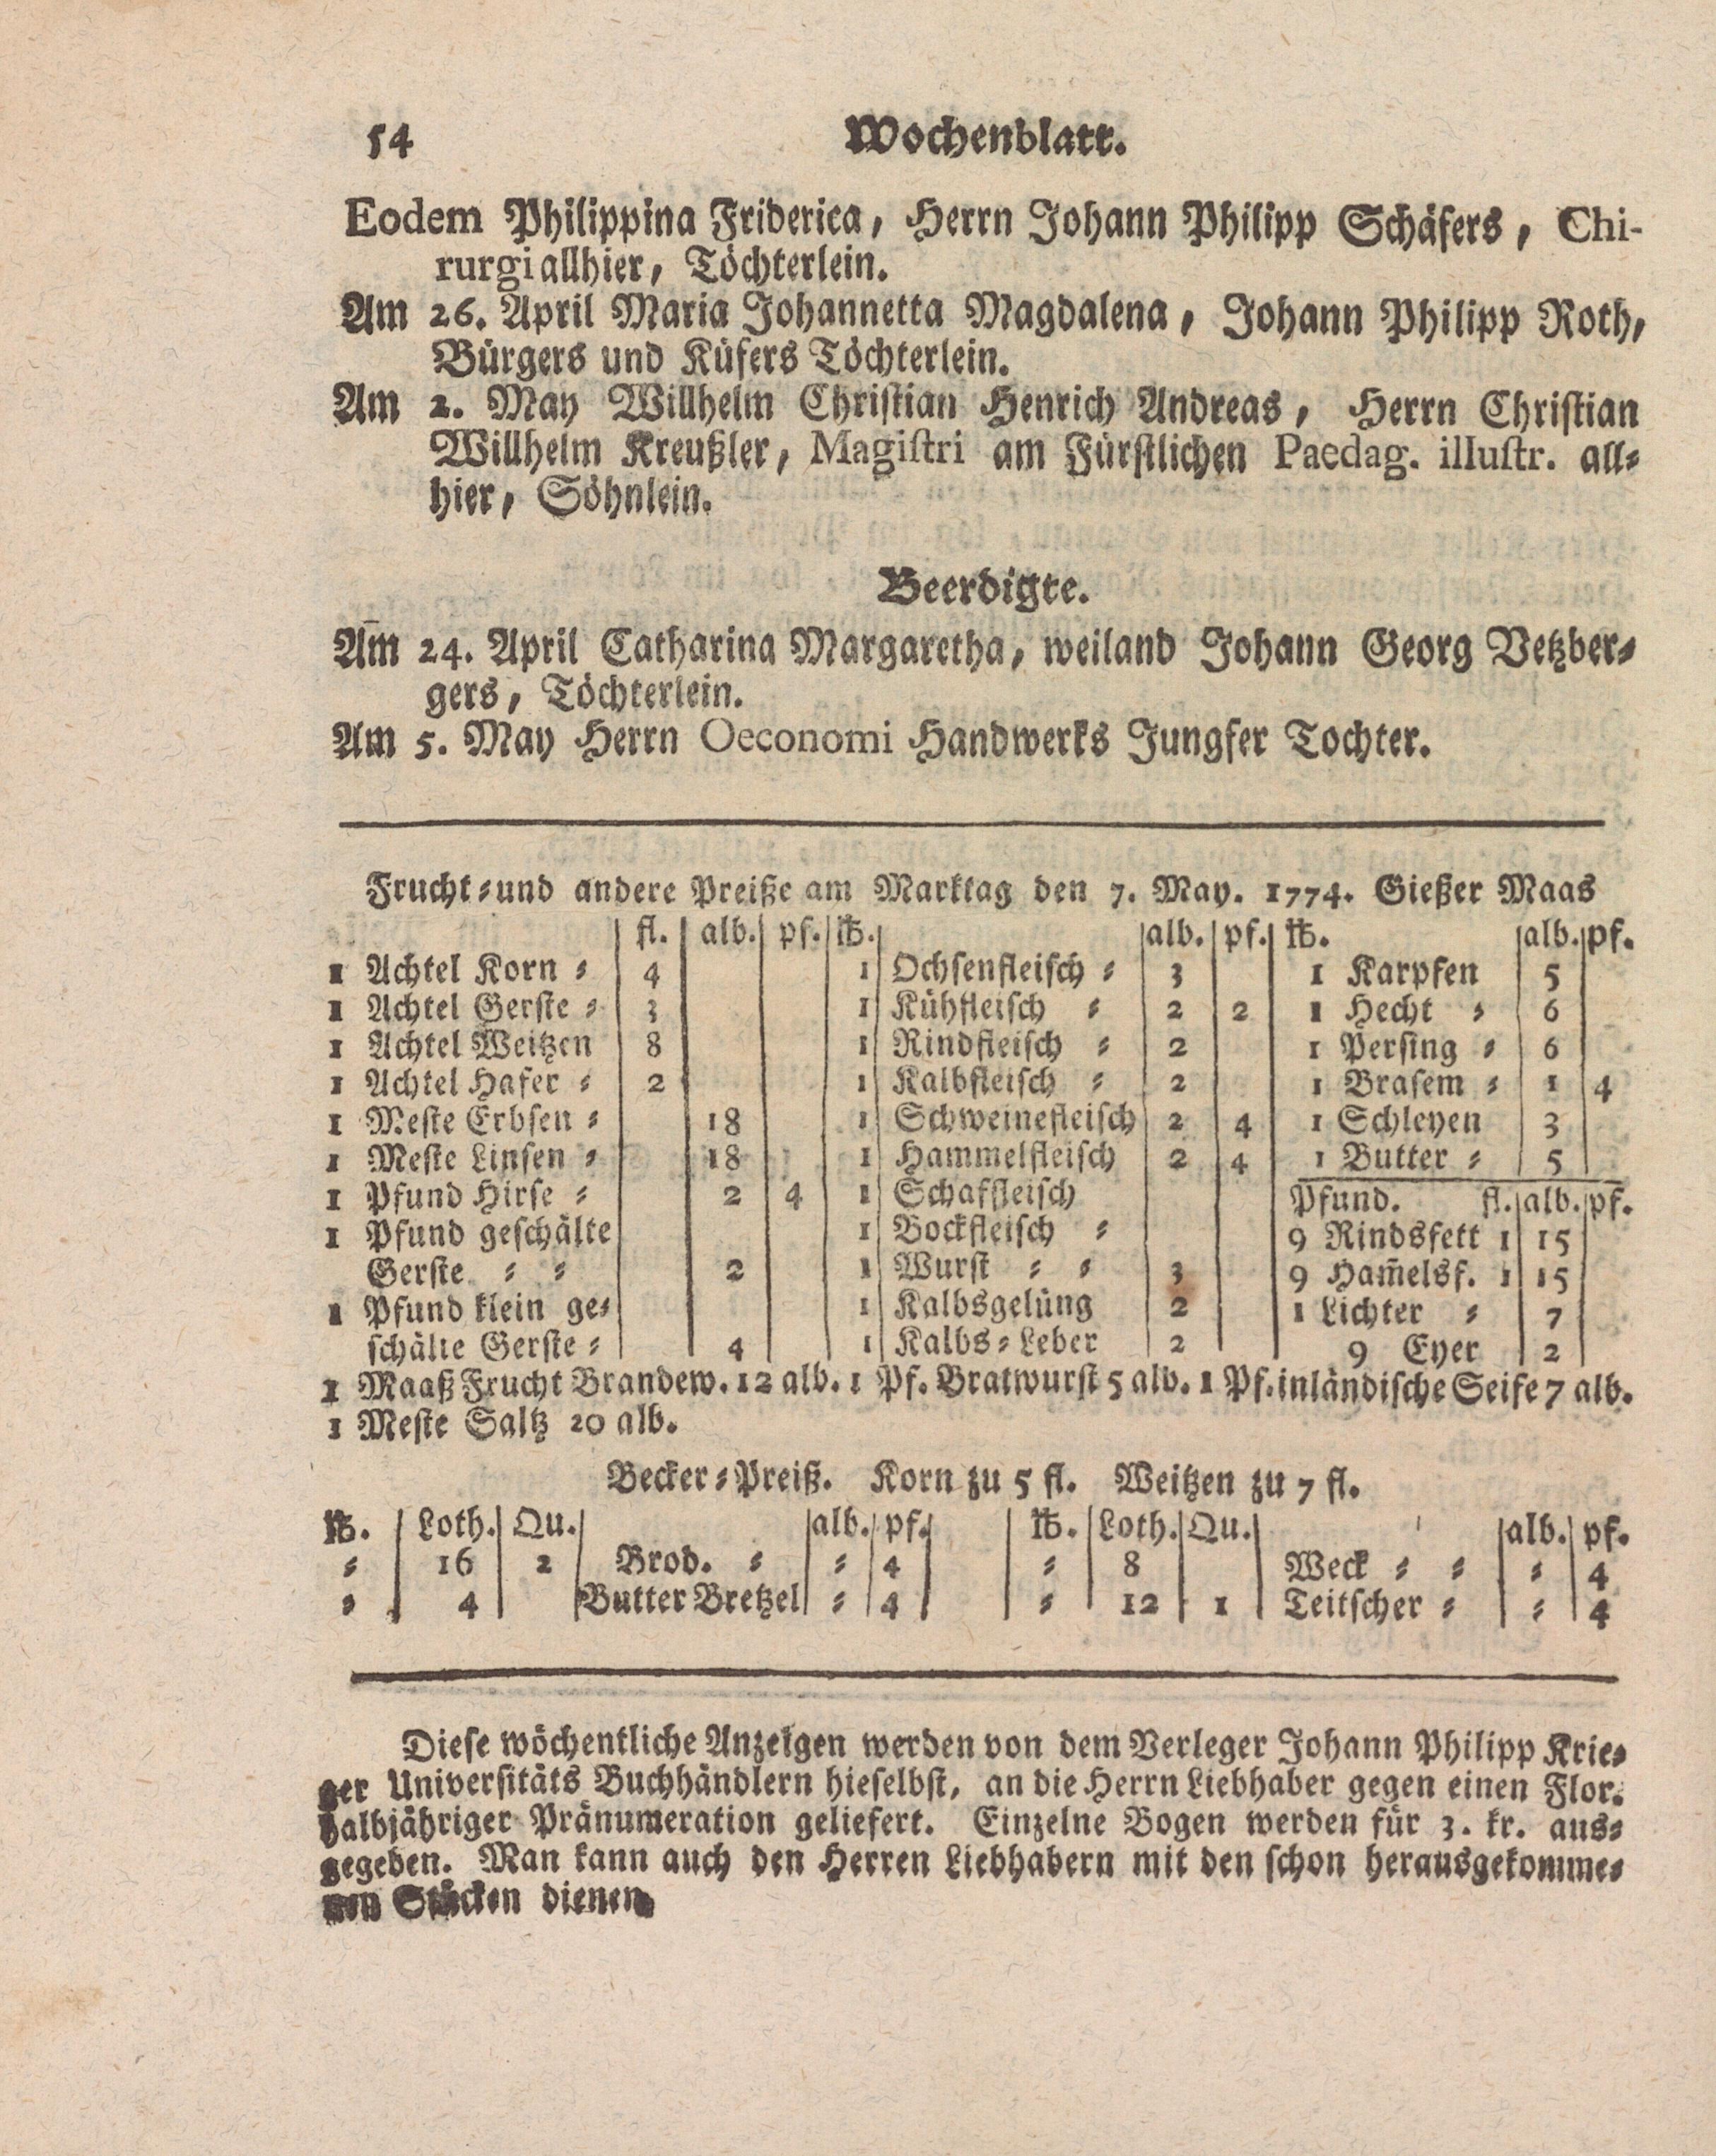 54 Wochenblatt.
Eodem Philippina Friderica, Herrn Johann Philipp Schäfers, Chi-
rurgi allhier, Töchterlein.
Am 26. April Maria Johannetta Magdalena, Johann Philipp Roth,
Bürgers und Küfers Töchterlein.
Am 2. May Willhelm Christian Henrich Andreas, Herrn Christian
Willhelm Kreußler, Magistri am Fürstlichen Paedag. illustr. all-
hier, Söhnlein.
Beerdigte.
Am 24. April Catharina Margaretha, weiland Johann Georg Vetzber-
gers, Töchterlein.
Am 5. May Herrn Oeconomi Handwerks Jungfer Tochter.
Frucht- und andere Preiße am Marktag den 7. May. 1774. Gießer Maas
fl. alb. pf. ℔. alb. pf. ℔. alb. pf.
1 Achtel Korn - 4 1 Ochsenfleisch - 3 1 Karpfen 5
1 Achtel Gerste - 3 1 Kühfleisch - 2 2 1 Hecht - 6
1 Achtel Weitzen 8 1 Rindfleisch - 2 1 Persing - 6
1 Achtel Hafer - 2 1 Kalbfleisch - 2 1 Brasem - 1 4
1 Meste Erbsen - 18 1 Schweinefleisch 2 4 1 Schleyen 3
1 Meste Linsen - 18 1 Hammelfleisch 2 4 1 Butter - 5
1 Pfund Hirse - 2 4 1 Schaffleisch Pfund. fl. alb. pf.
1 Pfund geschälte 1 Bockfleisch - 9 Rindsfett 1 15
Gerste - - 2 1 Wurst - - 3 9 Ham̄elsf. 1 15
1 Pfund klein ge- 1 Kalbsgelüng 2 1 Lichter - 7
schälte Gerste - 4 1 Kalbs-Leber 2 9 Eyer 2
1 Maaß Frucht Brandew. 12 alb. 1 Pf. Bratwurst 5 alb. 1 Pf. inländische Seife 7 alb.
1 Meste Saltz 20 alb.
Becker-Preiß. Korn zu 5 fl. Weitzen zu 7 fl.
℔. Loth. Qu. alb. pf. ℔. Loth. Qu. alb. pf.
- 16 2 Brod. - - 4 - 8 Weck - - - 4
- 4 Butter Bretzel - 4 - 12 1 Teitscher - - 4
Diese wöchentliche Anzeigen werden von dem Verleger Johann Philipp Krie-
ger Universitäts Buchhändlern hieselbst, an die Herrn Liebhaber gegen einen Flor.
halbjähriger Pränumeration geliefert. Einzelne Bogen werden für 3. kr. aus-
gegeben. Man kann auch den Herren Liebhabern mit den schon herausgekomme-
nen Stücken dienen